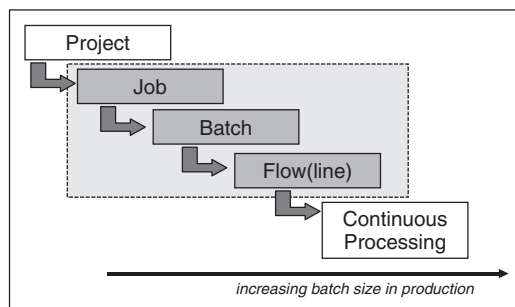 Project
Job
Batch
Flow(line)
Continuous
Processing
increasing batch size in production